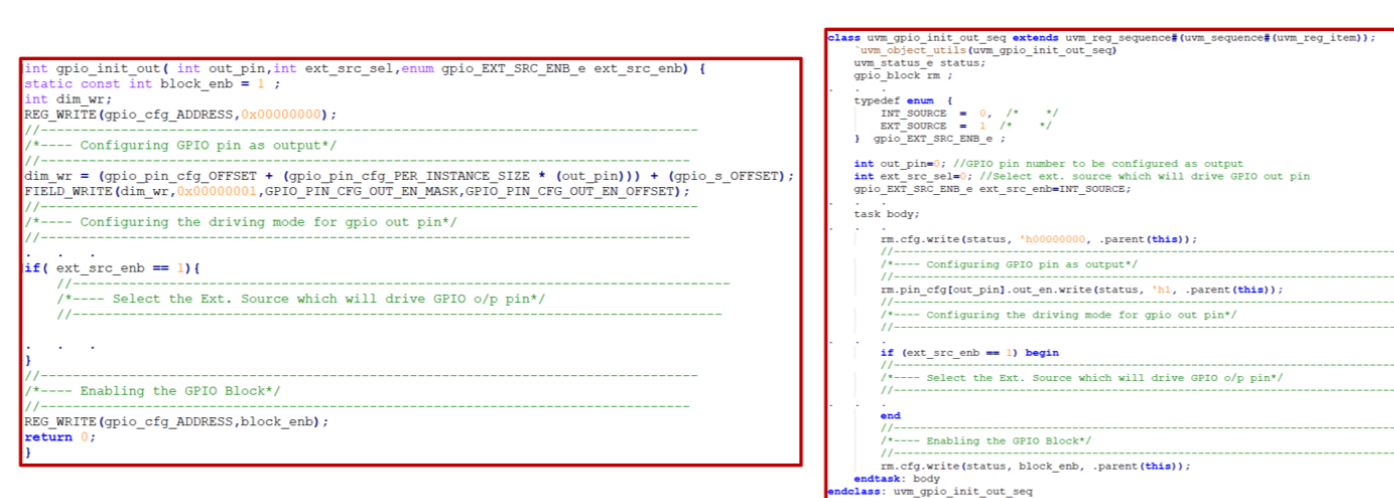 int gpio_init_out( int out_pin,int ext_src_sel,enum gpio_EXT_SRC_ENB_e ext_src_enb) {
static const int block_enb = 1 ;
int dim_wr;
REG_WRITE(gpio_cfg_ADDRESS,0x00000000);
//-----------------------------------------------------------------------------------
/*---- Configuring GPIO pin as output*/
//----------------------------------------------------------------------------------
dim_wr = (gpio_pin_cfg_OFFSET + (gpio_pin_cfg_PER_INSTANCE_SIZE * (out_pin))) + (gpio_s_OFFSET);
FIELD_WRITE(dim_wr,0x00000001,GPIO_PIN_CFG_OUT_EN_MASK,GPIO_PIN_CFG_OUT_EN_OFFSET);
//-----------------------------------------------------------------------------------
/*---- Configuring the driving mode for gpio out pin*/
//----------------------------------------------------------------------------------
. . .
if( ext_src_enb == 1){
//-----------------------------------------------------------------------------------
/*---- Select the Ext. Source which will drive GPIO o/p pin*/
//----------------------------------------------------------------------------------
. . .
}
//-----------------------------------------------------------------------------------
/*---- Enabling the GPIO Block*/
//----------------------------------------------------------------------------------
REG_WRITE(gpio_cfg_ADDRESS,block_enb);
return 0;
}
class uvm_gpio_init_out_seq extends uvm_reg_sequence#(uvm_sequence#(uvm_reg_item));
`uvm_object_utils(uvm_gpio_init_out_seq)
uvm_status_e status;
gpio_block rm ;
. . .
typedef enum {
INT_SOURCE = 0, /* */
EXT_SOURCE = 1 /* */
} gpio_EXT_SRC_ENB_e ;
int out_pin=0; //GPIO pin number to be configured as output
int ext_src_sel=0; //Select ext. source which will drive GPIO out pin
gpio_EXT_SRC_ENB_e ext_src_enb=INT_SOURCE;
. . .
task body;
. . .
rm.cfg.write(status, 'h00000000, .parent(this));
//-----------------------------------------------------------------------
/*---- Configuring GPIO pin as output*/
//-----------------------------------------------------------------------
rm.pin_cfg[out_pin].out_en.write(status, 'h1, .parent(this));
//-----------------------------------------------------------------------
/*---- Configuring the driving mode for gpio out pin*/
//-----------------------------------------------------------------------
. . .
if (ext_src_enb == 1) begin
//-----------------------------------------------------------------------
/*---- Select the Ext. Source which will drive GPIO o/p pin*/
//-----------------------------------------------------------------------
. . .
end
//-----------------------------------------------------------------------
/*---- Enabling the GPIO Block*/
//-----------------------------------------------------------------------
rm.cfg.write(status, block_enb, .parent(this));
endtask: body
endclass: uvm_gpio_init_out_seq